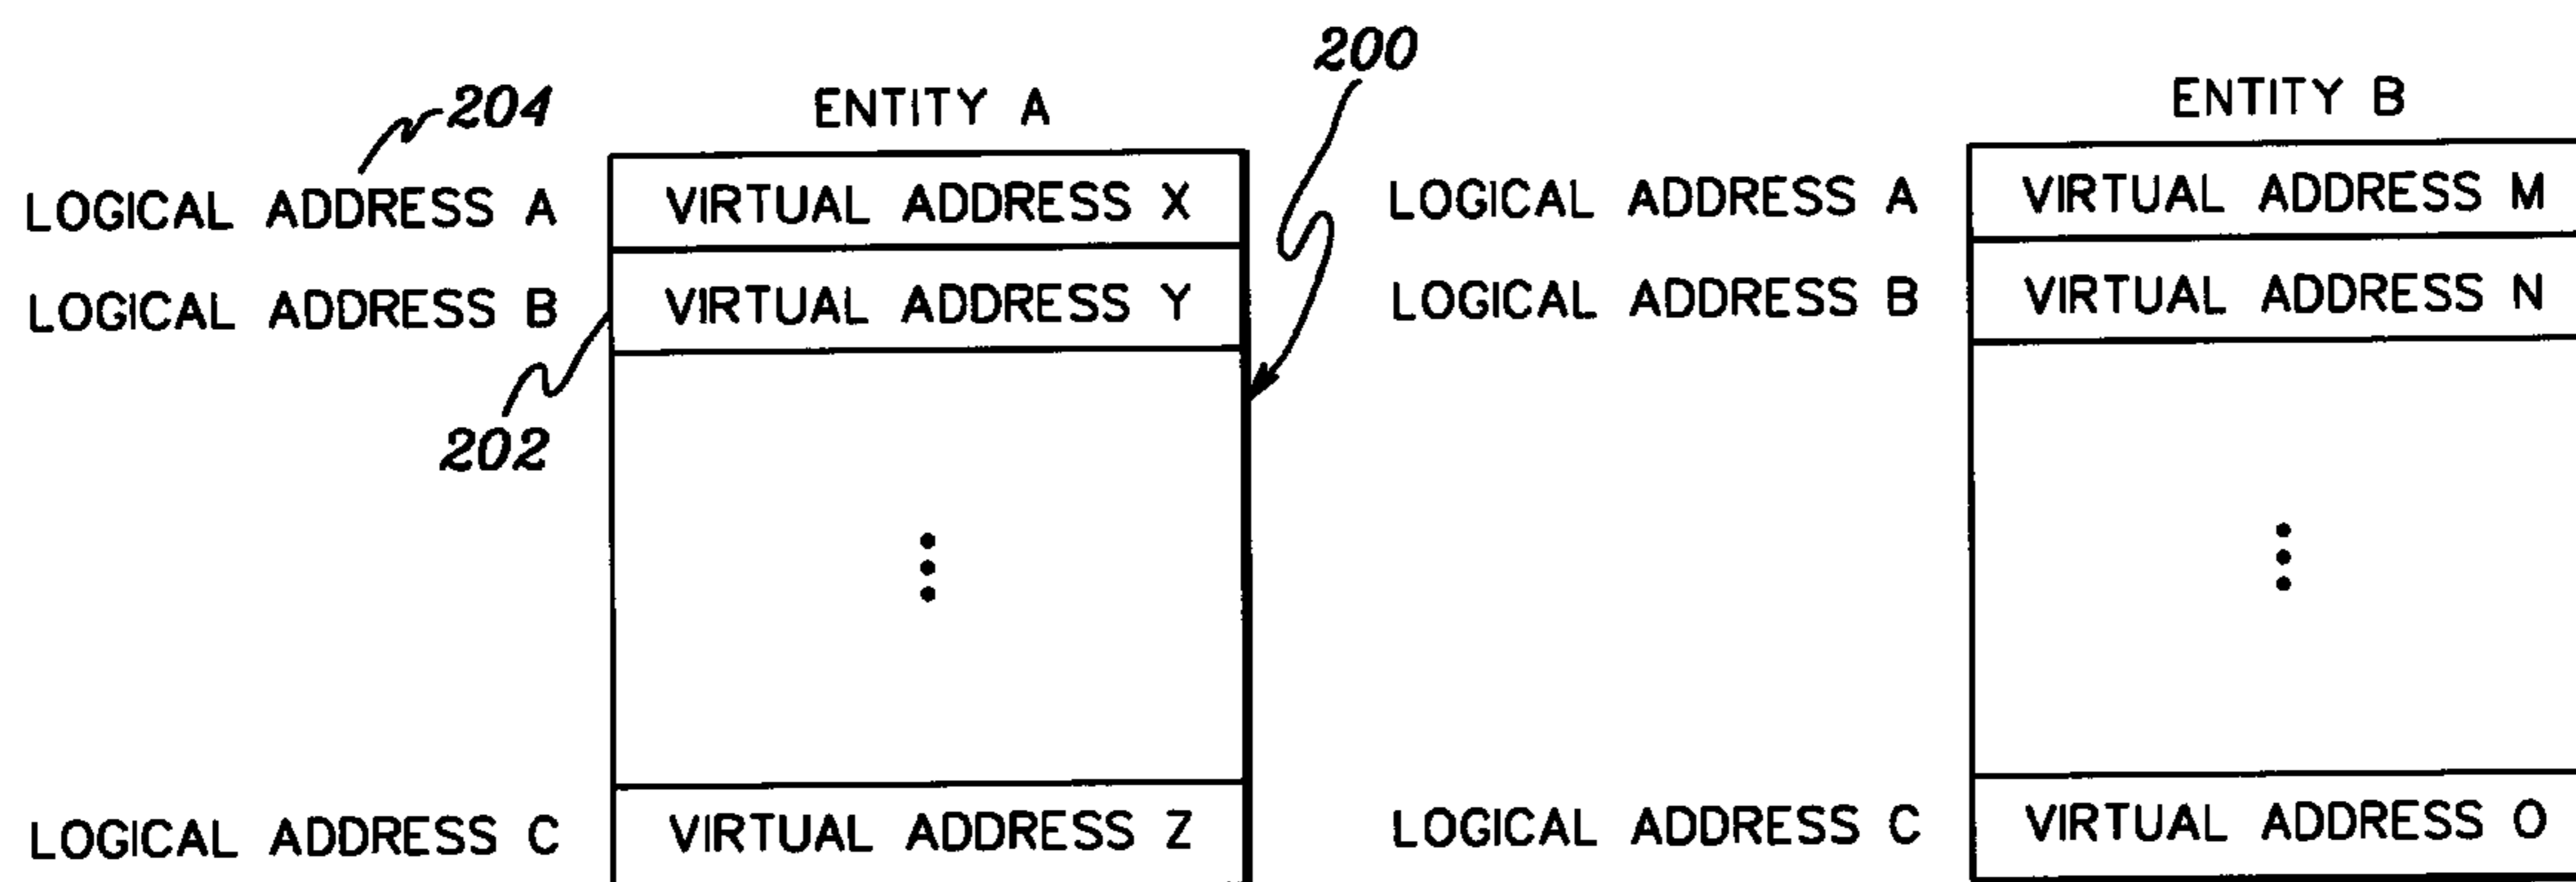 200
204
ENTITY A
ENTITY B
LOGICAL ADDRESS A
VIRTUAL ADDRESS X
LOGICAL ADDRESS A
VIRTUAL ADDRESS M
LOGICAL ADDRESS B
VIRTUAL ADDRESS Y
LOGICAL ADDRESS B
VIRTUAL ADDRESS N
202
LOGICAL ADDRESS C
VIRTUAL ADDRESS Z
LOGICAL ADDRESS C
VIRTUAL ADDRESS O